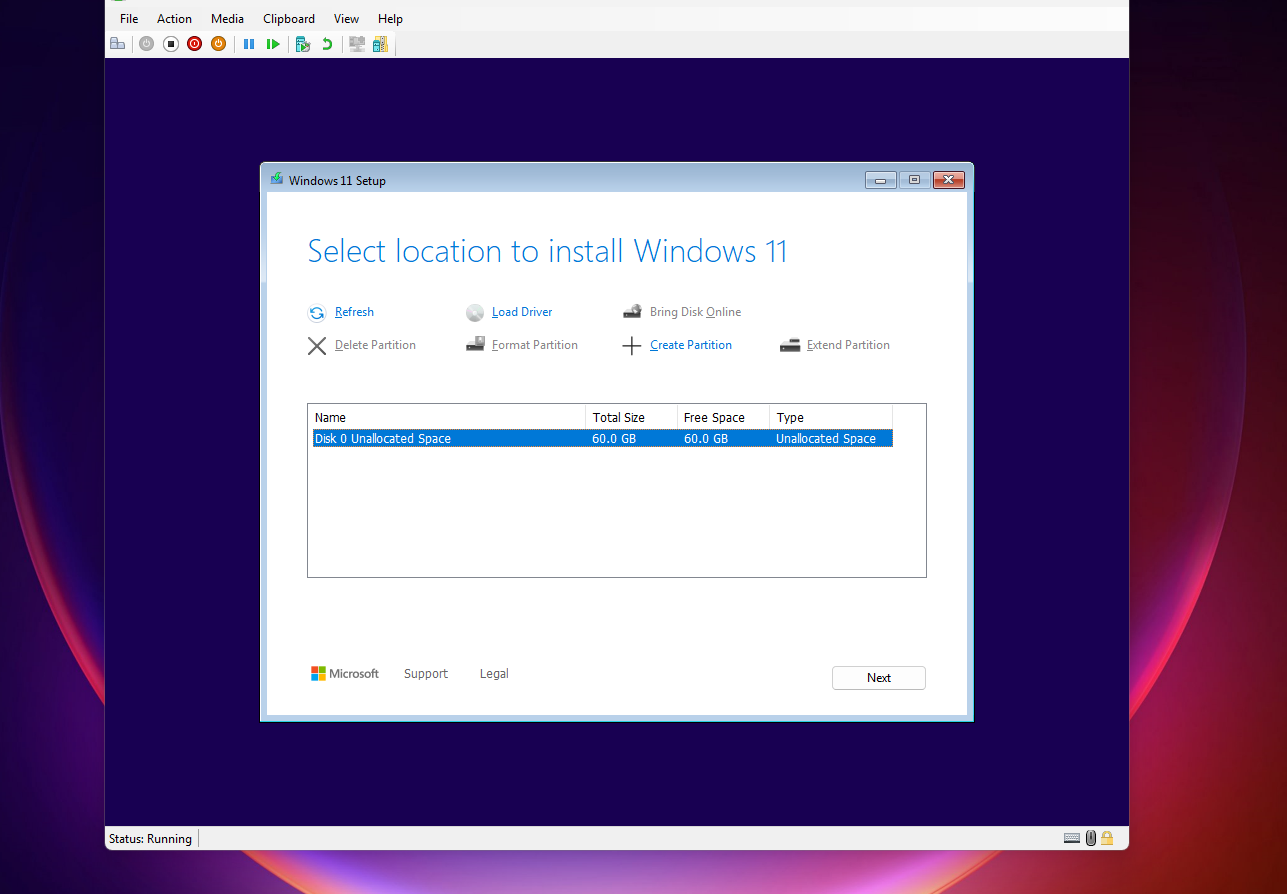 File Action Media Clipboard View Help
Windows 11 Setup
Select location to install Windows 11
Refresh Load Driver Bring Disk Online
Delete Partition Format Partition Create Partition Extend Partition
Name Total Size Free Space Type
Disk 0 Unallocated Space 60.0 GB 60.0 GB Unallocated Space
Microsoft Support Legal Next
Status: Running